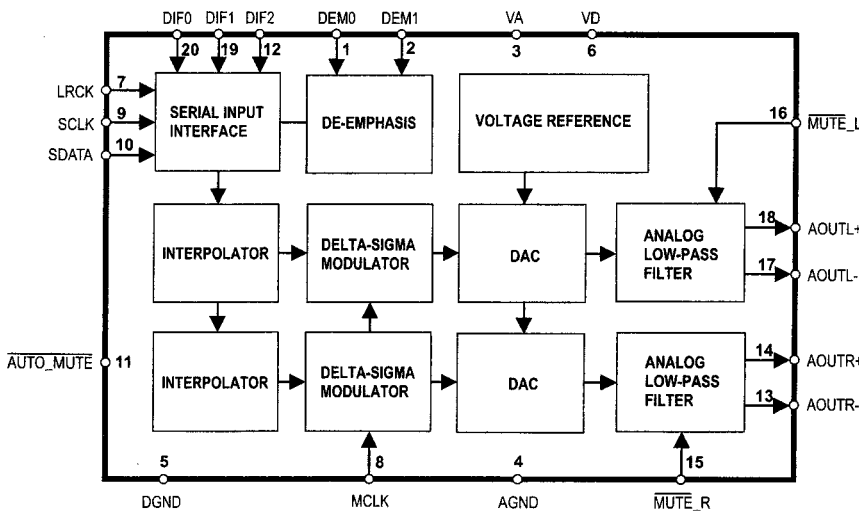 DIF0 DIF1 DIF2 DEM0 DEM1 VA VD
20 19 12 1 2 3 6
LRCK 7
SCLK 9
SDATA 10
SERIAL INPUT
INTERFACE
DE-EMPHASIS
VOLTAGE REFERENCE
16 MUTE_L
INTERPOLATOR
DELTA-SIGMA
MODULATOR
DAC
ANALOG
LOW-PASS
FILTER
18 AOUTL+
17 AOUTL-
AUTO_MUTE 11
INTERPOLATOR
DELTA-SIGMA
MODULATOR
DAC
ANALOG
LOW-PASS
FILTER
14 AOUTR+
13 AOUTR-
5 8 4 15
DGND MCLK AGND MUTE_R